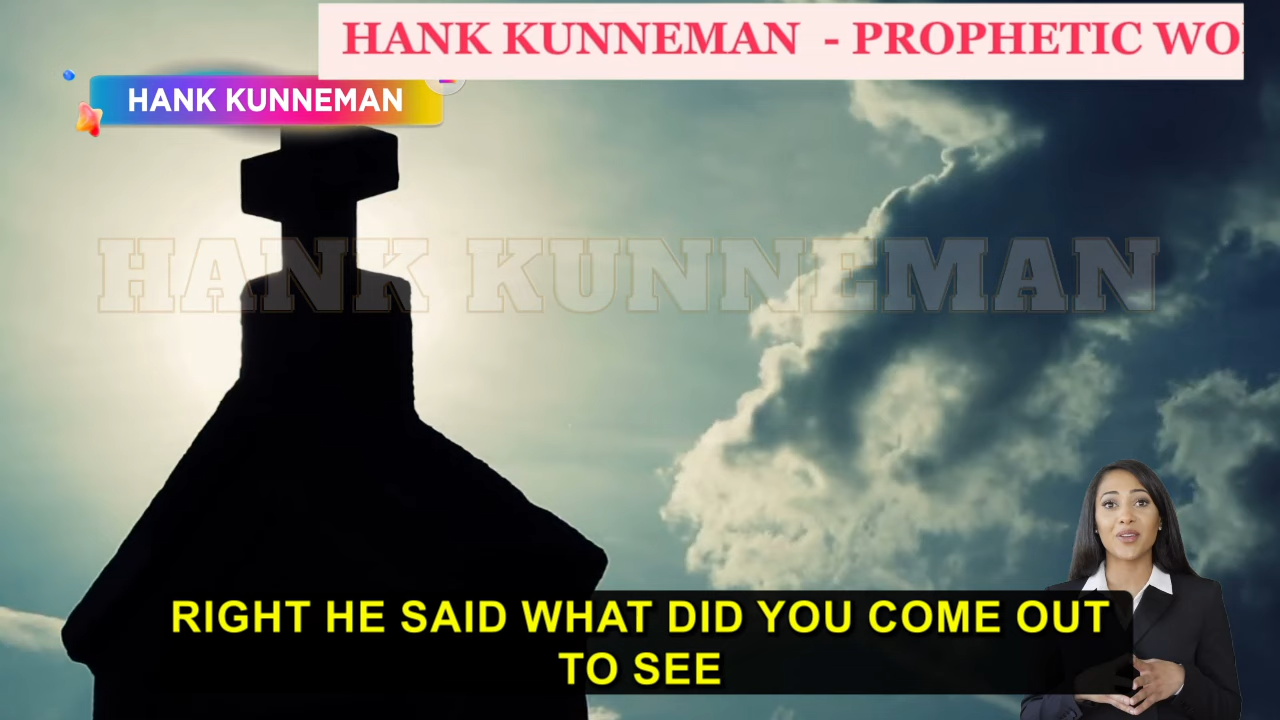 HANK KUNNEMAN - PROPHETIC WO
HANK KUNNEMAN
HANK KUNNEMAN
RIGHT HE SAID WHAT DID YOU COME OUT
TO SEE